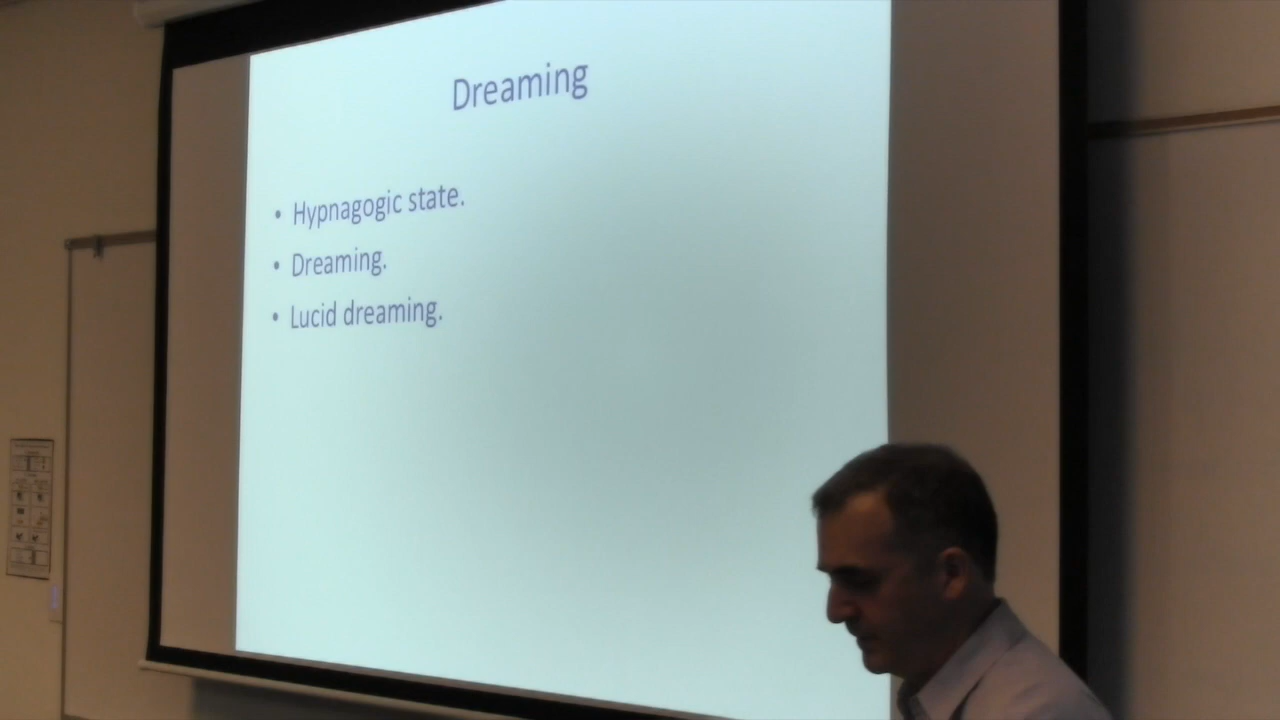 Dreaming
• Hypnagogic state.
• Dreaming.
• Lucid dreaming.